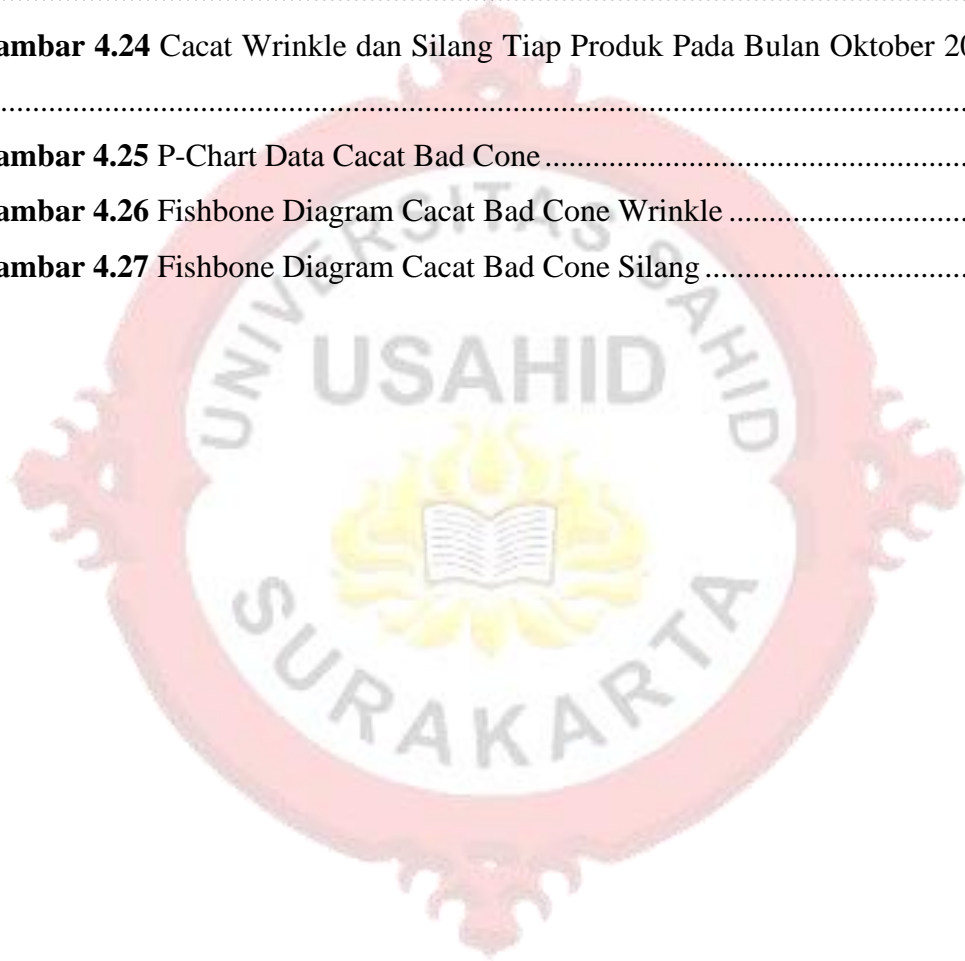 ambar 4.24 Cacat Wrinkle dan Silang Tiap Produk Pada Bulan Oktober 20
................................................................................
ambar 4.25 P-Chart Data Cacat Bad Cone ................................................
ambar 4.26 Fishbone Diagram Cacat Bad Cone Wrinkle ...........................
ambar 4.27 Fishbone Diagram Cacat Bad Cone Silang ..............................
UNIVERSITAS SAHID
USAHID
SURAKARTA